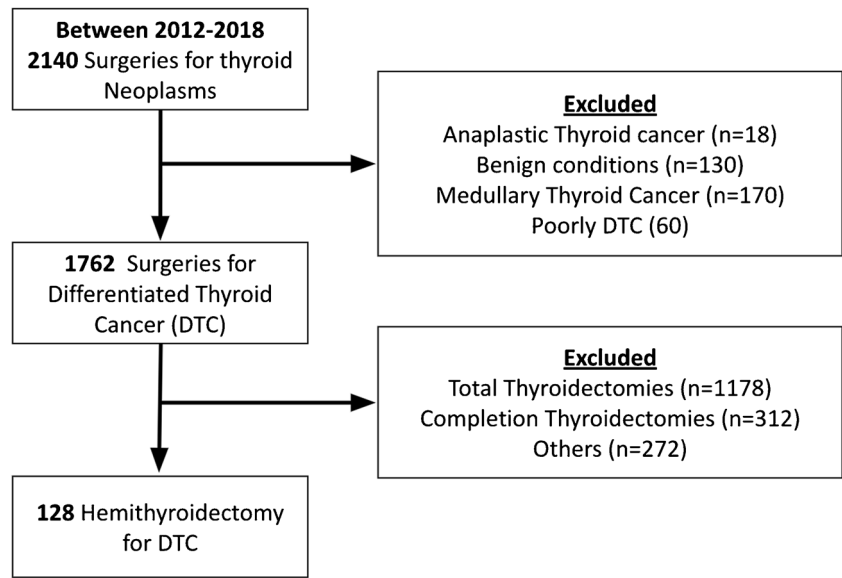 Between 2012-2018
2140 Surgeries for thyroid
Neoplasms
Excluded
Anaplastic Thyroid cancer (n=18)
Benign conditions (n=130)
Medullary Thyroid Cancer (n=170)
Poorly DTC (60)
1762 Surgeries for
Differentiated Thyroid
Cancer (DTC)
Excluded
Total Thyroidectomies (n=1178)
Completion Thyroidectomies (n=312)
Others (n=272)
128 Hemithyroidectomy
for DTC